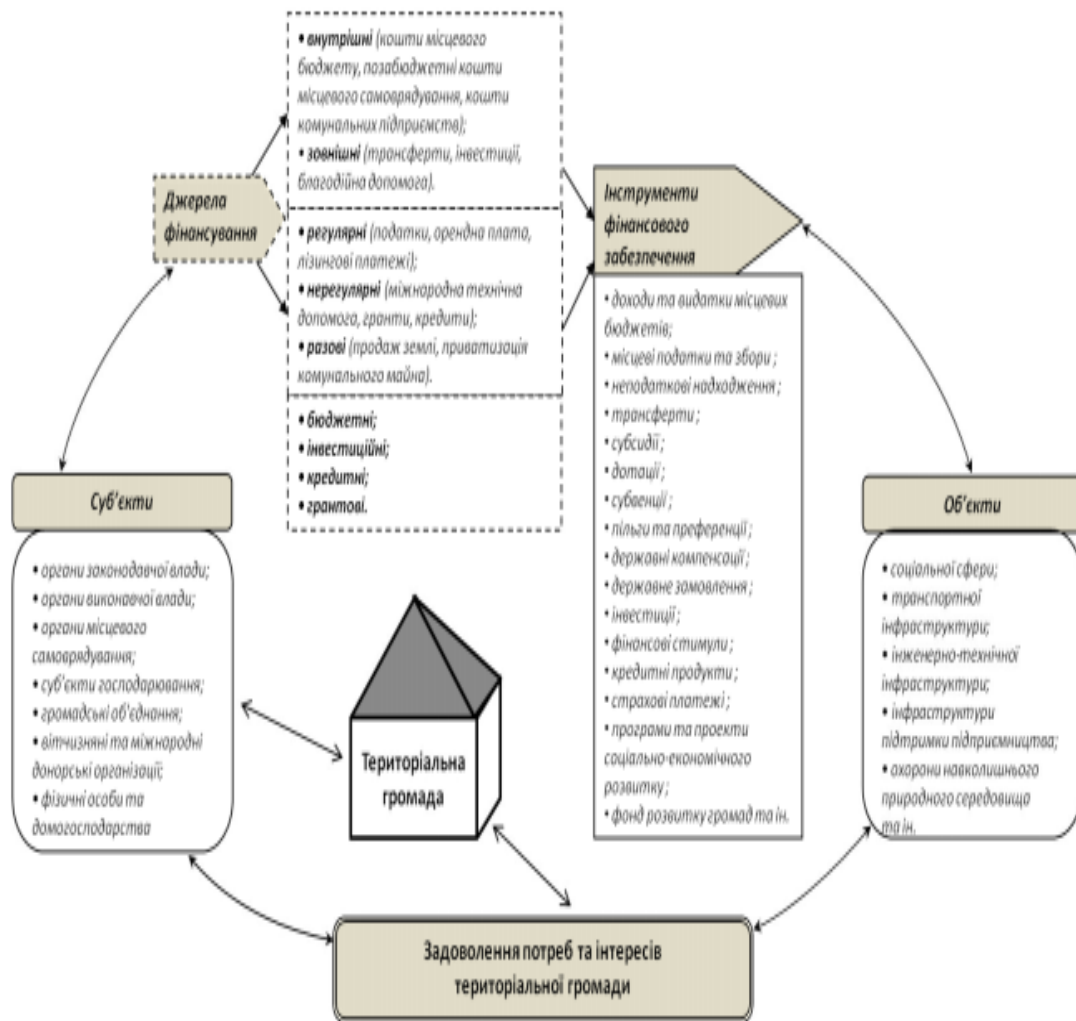 • внутрішні (кошти місцевого
бюджету, позабюджетні кошти
місцевого самоврядування, кошти
комунальних підприємств);
• зовнішні (трансферти, інвестиції,
благодійна допомога).
Джерела
фінансування
• регулярні (податки, орендна плата,
лізингові платежі);
• нерегулярні (міжнародна технічна
допомога, гранти, кредити);
• разові (продаж землі, приватизація
комунального майна).
• бюджетні;
• інвестиційні;
• кредитні;
• грантові.
Інструменти
фінансового
забезпечення
• доходи та видатки місцевих
бюджетів;
• місцеві податки та збори ;
• неподаткові надходження ;
• трансферти ;
• субсидії ;
• дотації ;
• субвенції ;
• пільги та преференції ;
• державні компенсації ;
• державне замовлення ;
• інвестиції ;
• фінансові стимули ;
• кредитні продукти ;
• страхові платежі ;
• програми та проекти
соціально-економічного
розвитку ;
• фонд розвитку громад та ін.
Суб’єкти
• органи законодавчої влади;
• органи виконавчої влади;
• органи місцевого
самоврядування;
• суб’єкти господарювання;
• громадські об’єднання;
• вітчизняні та міжнародні
донорські організації;
• фізичні особи та
домогосподарства
Територіальна
громада
Об’єкти
• соціальної сфери;
• транспортної
інфраструктури;
• інженерно-технічної
інфраструктури;
• інфраструктури
підтримки підприємництва;
• охорони навколишнього
природного середовища
та ін.
Задоволення потреб та інтересів
територіальної громади